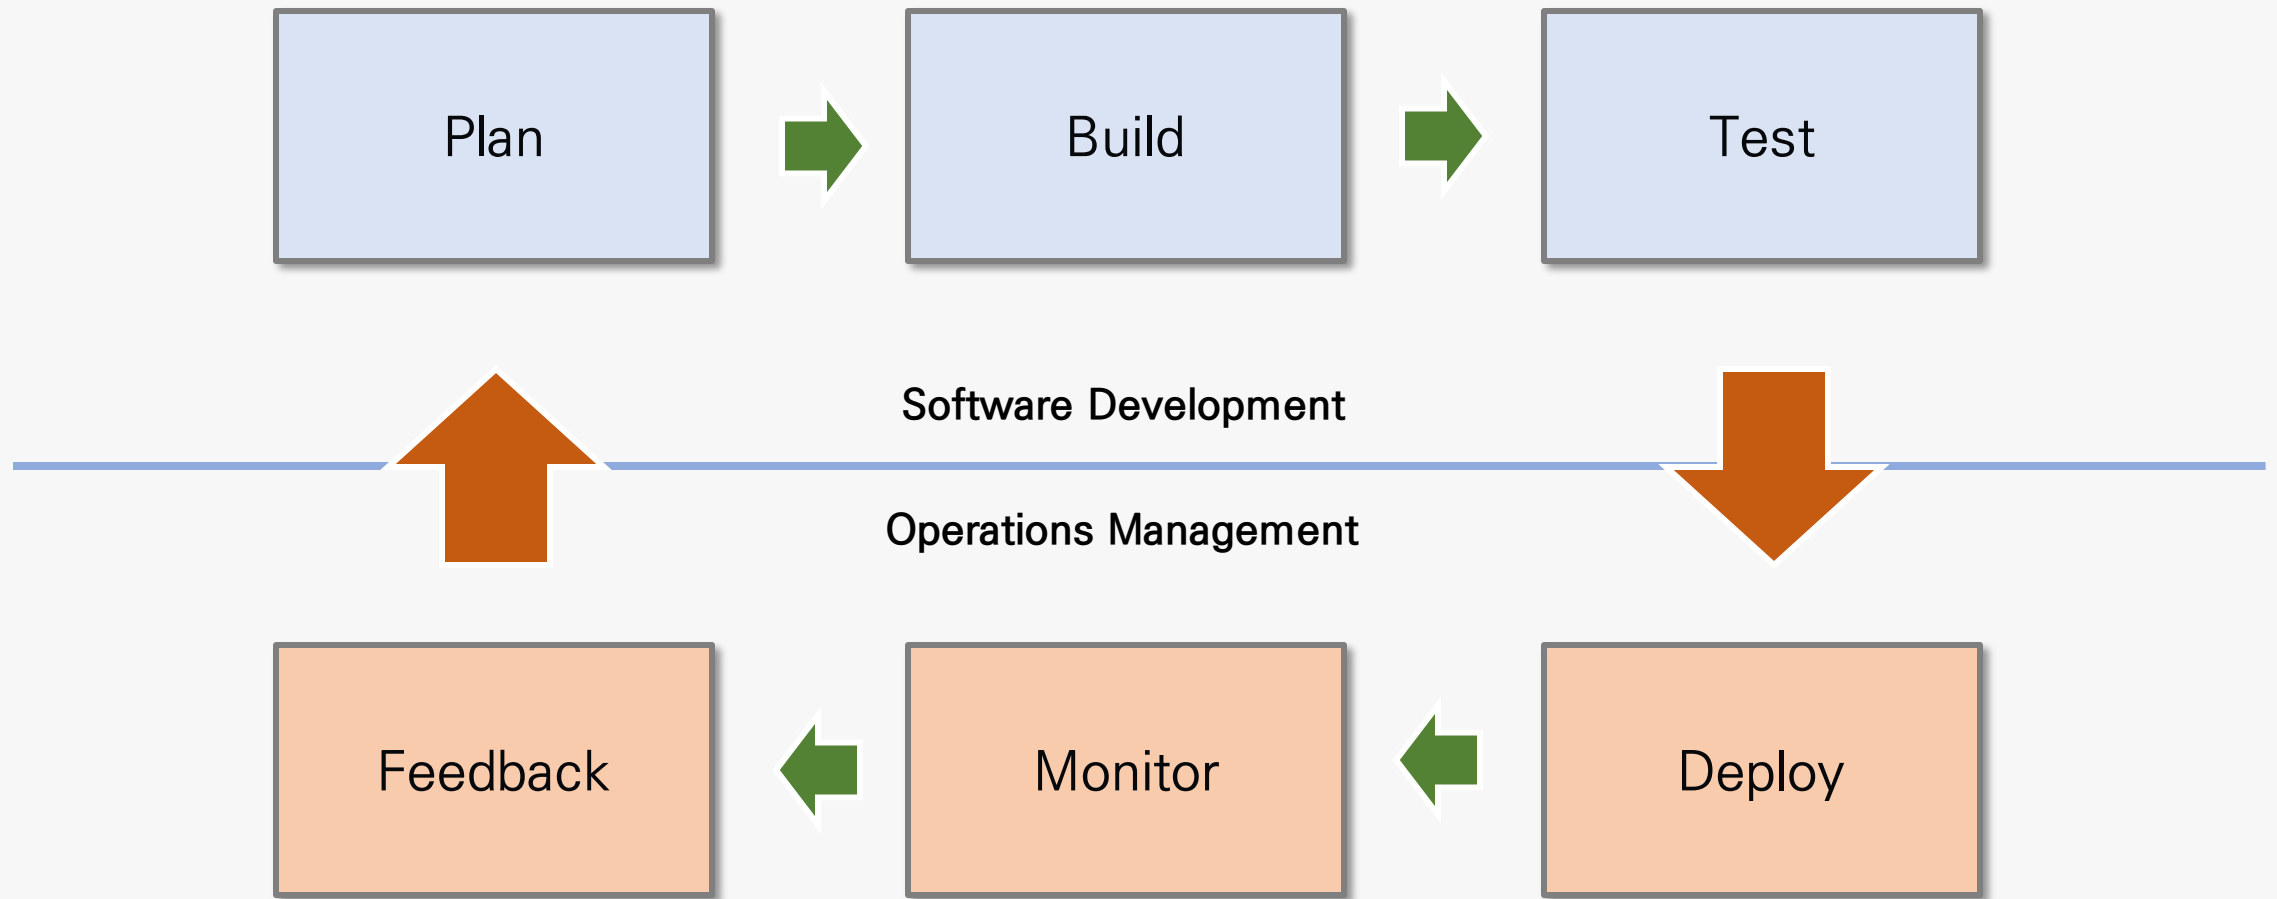 Plan
Build
Test
Software Development
Operations Management
Feedback
Monitor
Deploy